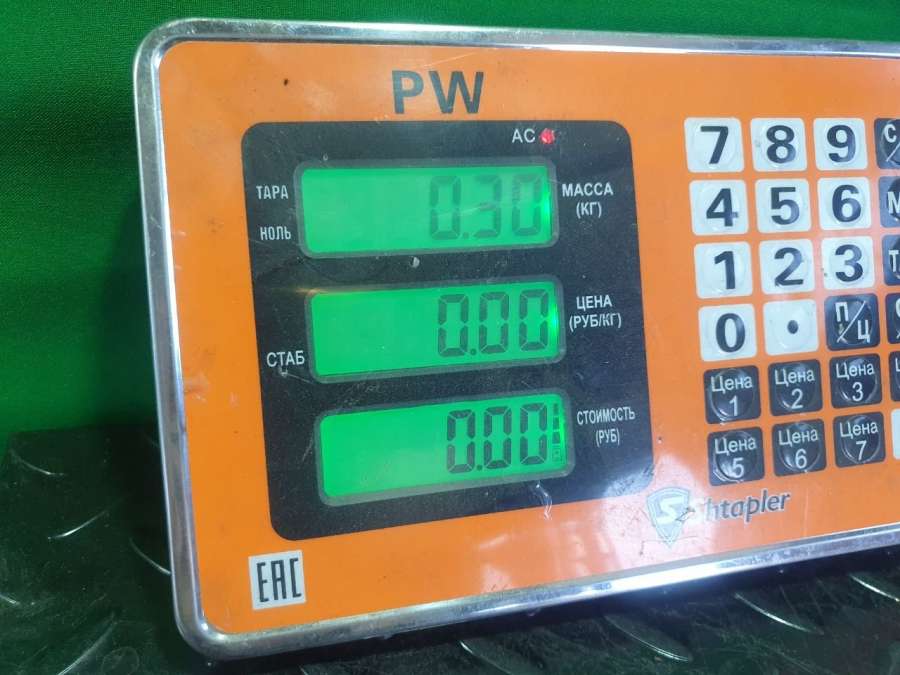 PW
AC
ТАРА
НОЛЬ
0.30
МАССА
(КГ)
СТАБ
0.00
ЦЕНА
(РУБ/КГ)
0.00
СТОИМОСТЬ
(РУБ)
7 8 9
4 5 6
1 2 3
0 . П/Ц
Цена 1 Цена 2 Цена 3
Цена 5 Цена 6 Цена 7
Shtapler
EAC